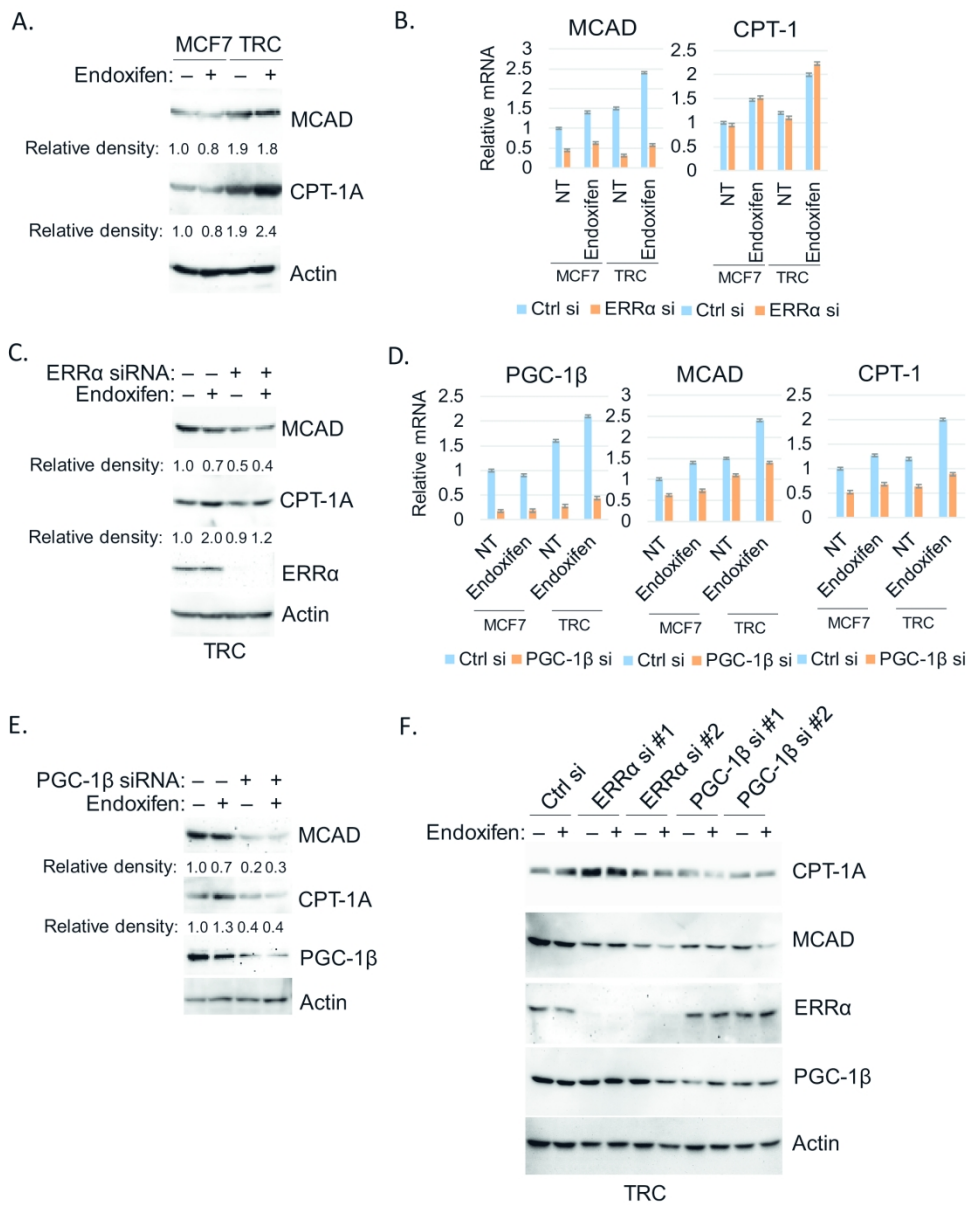 A.
MCF7 TRC
Endoxifen: – + – +
MCAD
Relative density: 1.0 0.8 1.9 1.8
CPT-1A
Relative density: 1.0 0.8 1.9 2.4
Actin
B.
MCAD
Relative mRNA
3
2.5
2
1.5
1
0.5
0
NT
Endoxifen
NT
Endoxifen
MCF7
TRC
Ctrl si ERRα si
CPT-1
2.5
2
1.5
1
0.5
0
NT
Endoxifen
NT
Endoxifen
MCF7
TRC
Ctrl si ERRα si
C.
ERRα siRNA: – – + +
Endoxifen: – + – +
MCAD
Relative density: 1.0 0.7 0.5 0.4
CPT-1A
Relative density: 1.0 2.0 0.9 1.2
ERRα
Actin
TRC
D.
PGC-1β
Relative mRNA
2.5
2
1.5
1
0.5
0
NT
Endoxifen
NT
Endoxifen
MCF7
TRC
Ctrl si PGC-1β si
MCAD
3
2.5
2
1.5
1
0.5
0
NT
Endoxifen
NT
Endoxifen
MCF7
TRC
Ctrl si PGC-1β si
CPT-1
2.5
2
1.5
1
0.5
0
NT
Endoxifen
NT
Endoxifen
MCF7
TRC
Ctrl si PGC-1β si
E.
PGC-1β siRNA: – – + +
Endoxifen: – + – +
MCAD
Relative density: 1.0 0.7 0.2 0.3
CPT-1A
Relative density: 1.0 1.3 0.4 0.4
PGC-1β
Actin
F.
Ctrl si
ERRα si #1
ERRα si #2
PGC-1β si #1
PGC-1β si #2
Endoxifen: – + – + – + – + – +
CPT-1A
MCAD
ERRα
PGC-1β
Actin
TRC